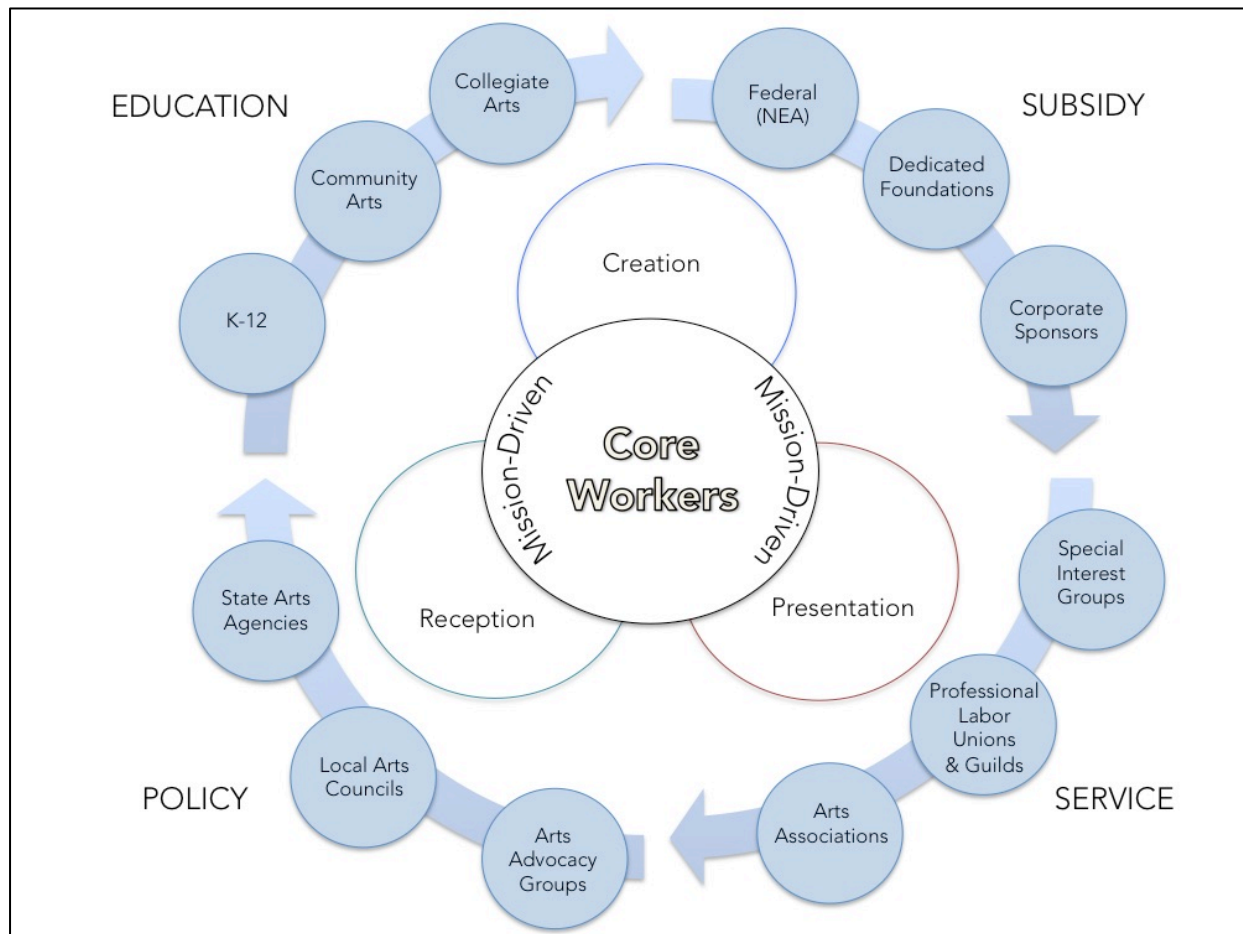 EDUCATION
Collegiate
Arts
Community
Arts
K-12
SUBSIDY
Federal
(NEA)
Dedicated
Foundations
Corporate
Sponsors
Creation
Mission-Driven
Core
Workers
Mission-Driven
Reception
Presentation
Special
Interest
Groups
Professional
Labor
Unions
& Guilds
Arts
Associations
SERVICE
Arts
Advocacy
Groups
Local Arts
Councils
State Arts
Agencies
POLICY